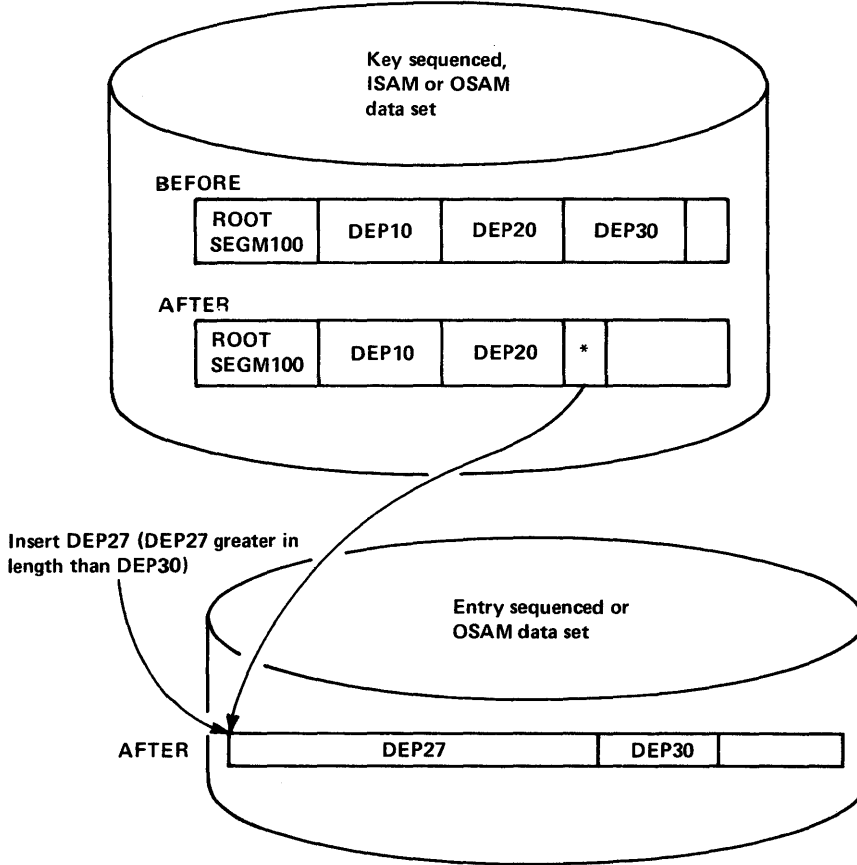 Key sequenced,
ISAM or OSAM
data set
BEFORE
ROOT
SEGM100
DEP10
DEP20
DEP30
AFTER
ROOT
SEGM100
DEP10
DEP20
*
Insert DEP27 (DEP27 greater in
length than DEP30)
Entry sequenced or
OSAM data set
AFTER
DEP27
DEP30